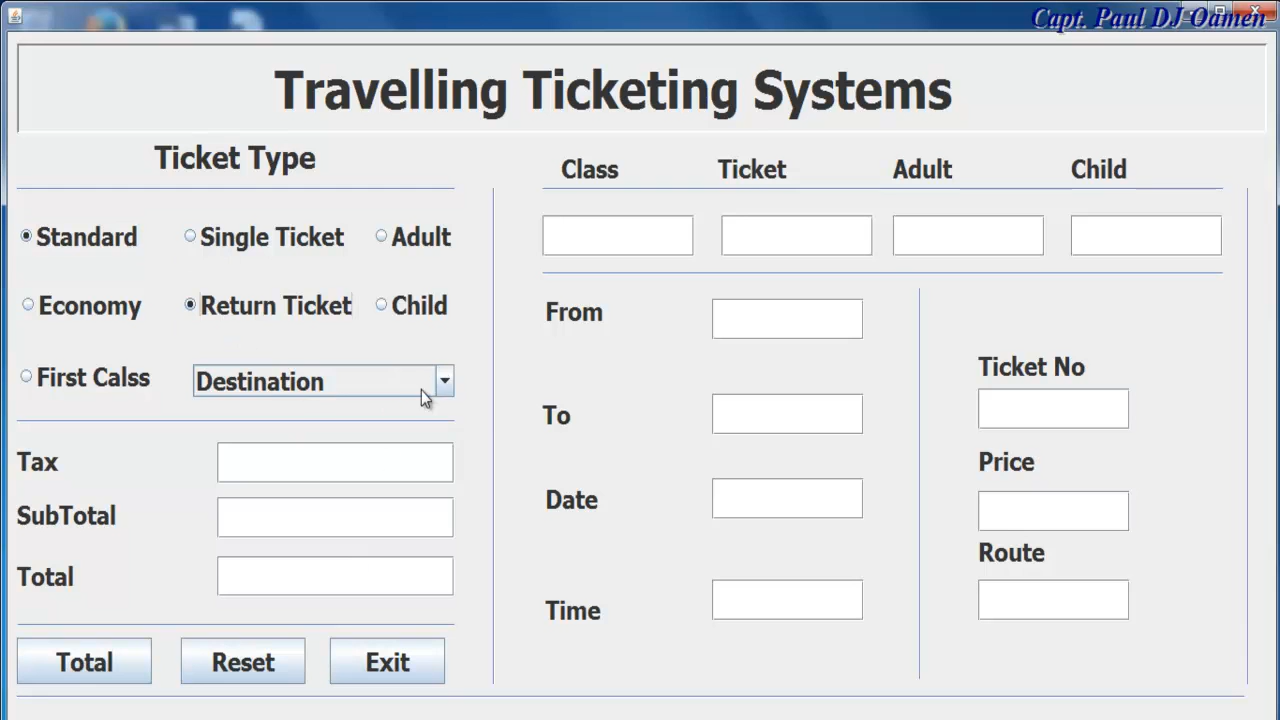 Capt. Paul DJ Oamen
Travelling Ticketing Systems
Ticket Type
Standard Single Ticket Adult
Economy Return Ticket Child
First Calss Destination
Tax
SubTotal
Total
Total Reset Exit
Class Ticket Adult Child
From
To
Date
Time
Ticket No
Price
Route